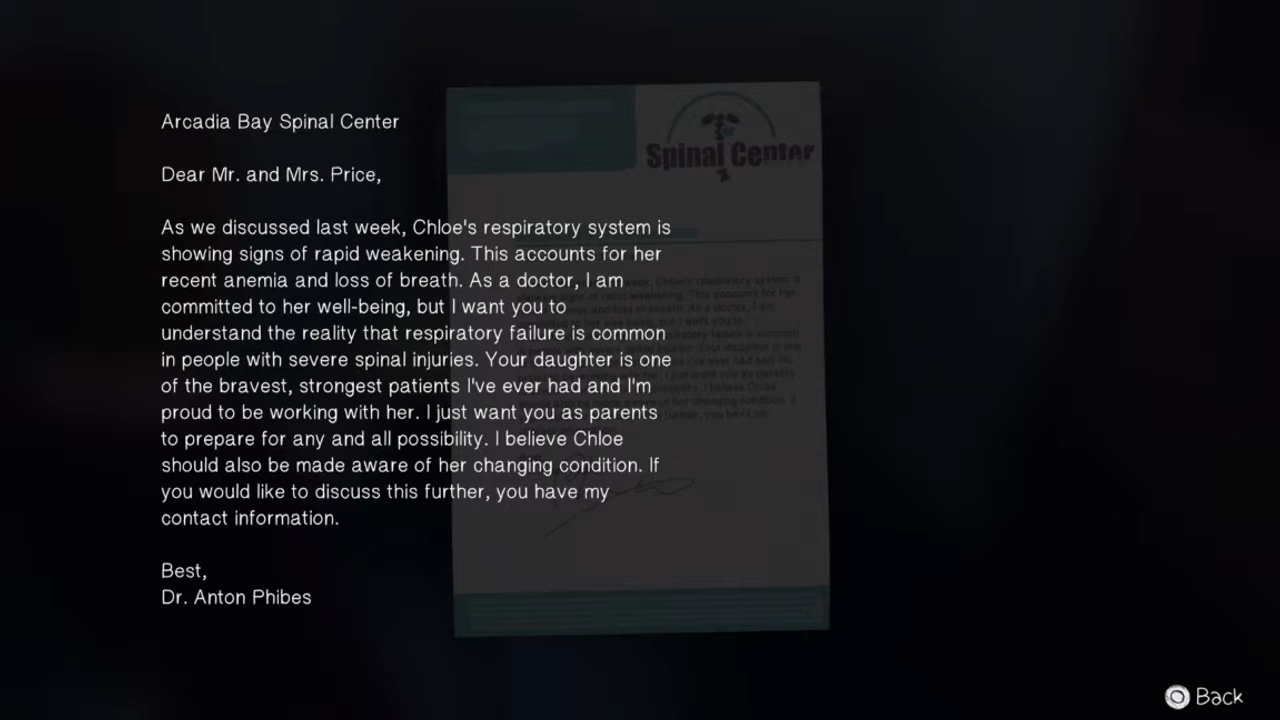 Arcadia Bay Spinal Center
Dear Mr. and Mrs. Price,
As we discussed last week, Chloe's respiratory system is
showing signs of rapid weakening. This accounts for her
recent anemia and loss of breath. As a doctor, I am
committed to her well-being, but I want you to
understand the reality that respiratory failure is common
in people with severe spinal injuries. Your daughter is one
of the bravest, strongest patients I've ever had and I'm
proud to be working with her. I just want you as parents
to prepare for any and all possibility. I believe Chloe
should also be made aware of her changing condition. If
you would like to discuss this further, you have my
contact information.
Best,
Dr. Anton Phibes
Spinal Center
Back